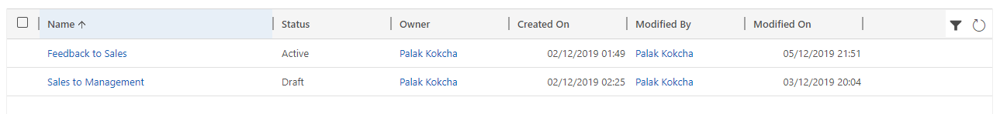 Name Status Owner Created On Modified By Modified On
Feedback to Sales Active Palak Kokcha 02/12/2019 01:49 Palak Kokcha 05/12/2019 21:51
Sales to Management Draft Palak Kokcha 02/12/2019 02:25 Palak Kokcha 03/12/2019 20:04